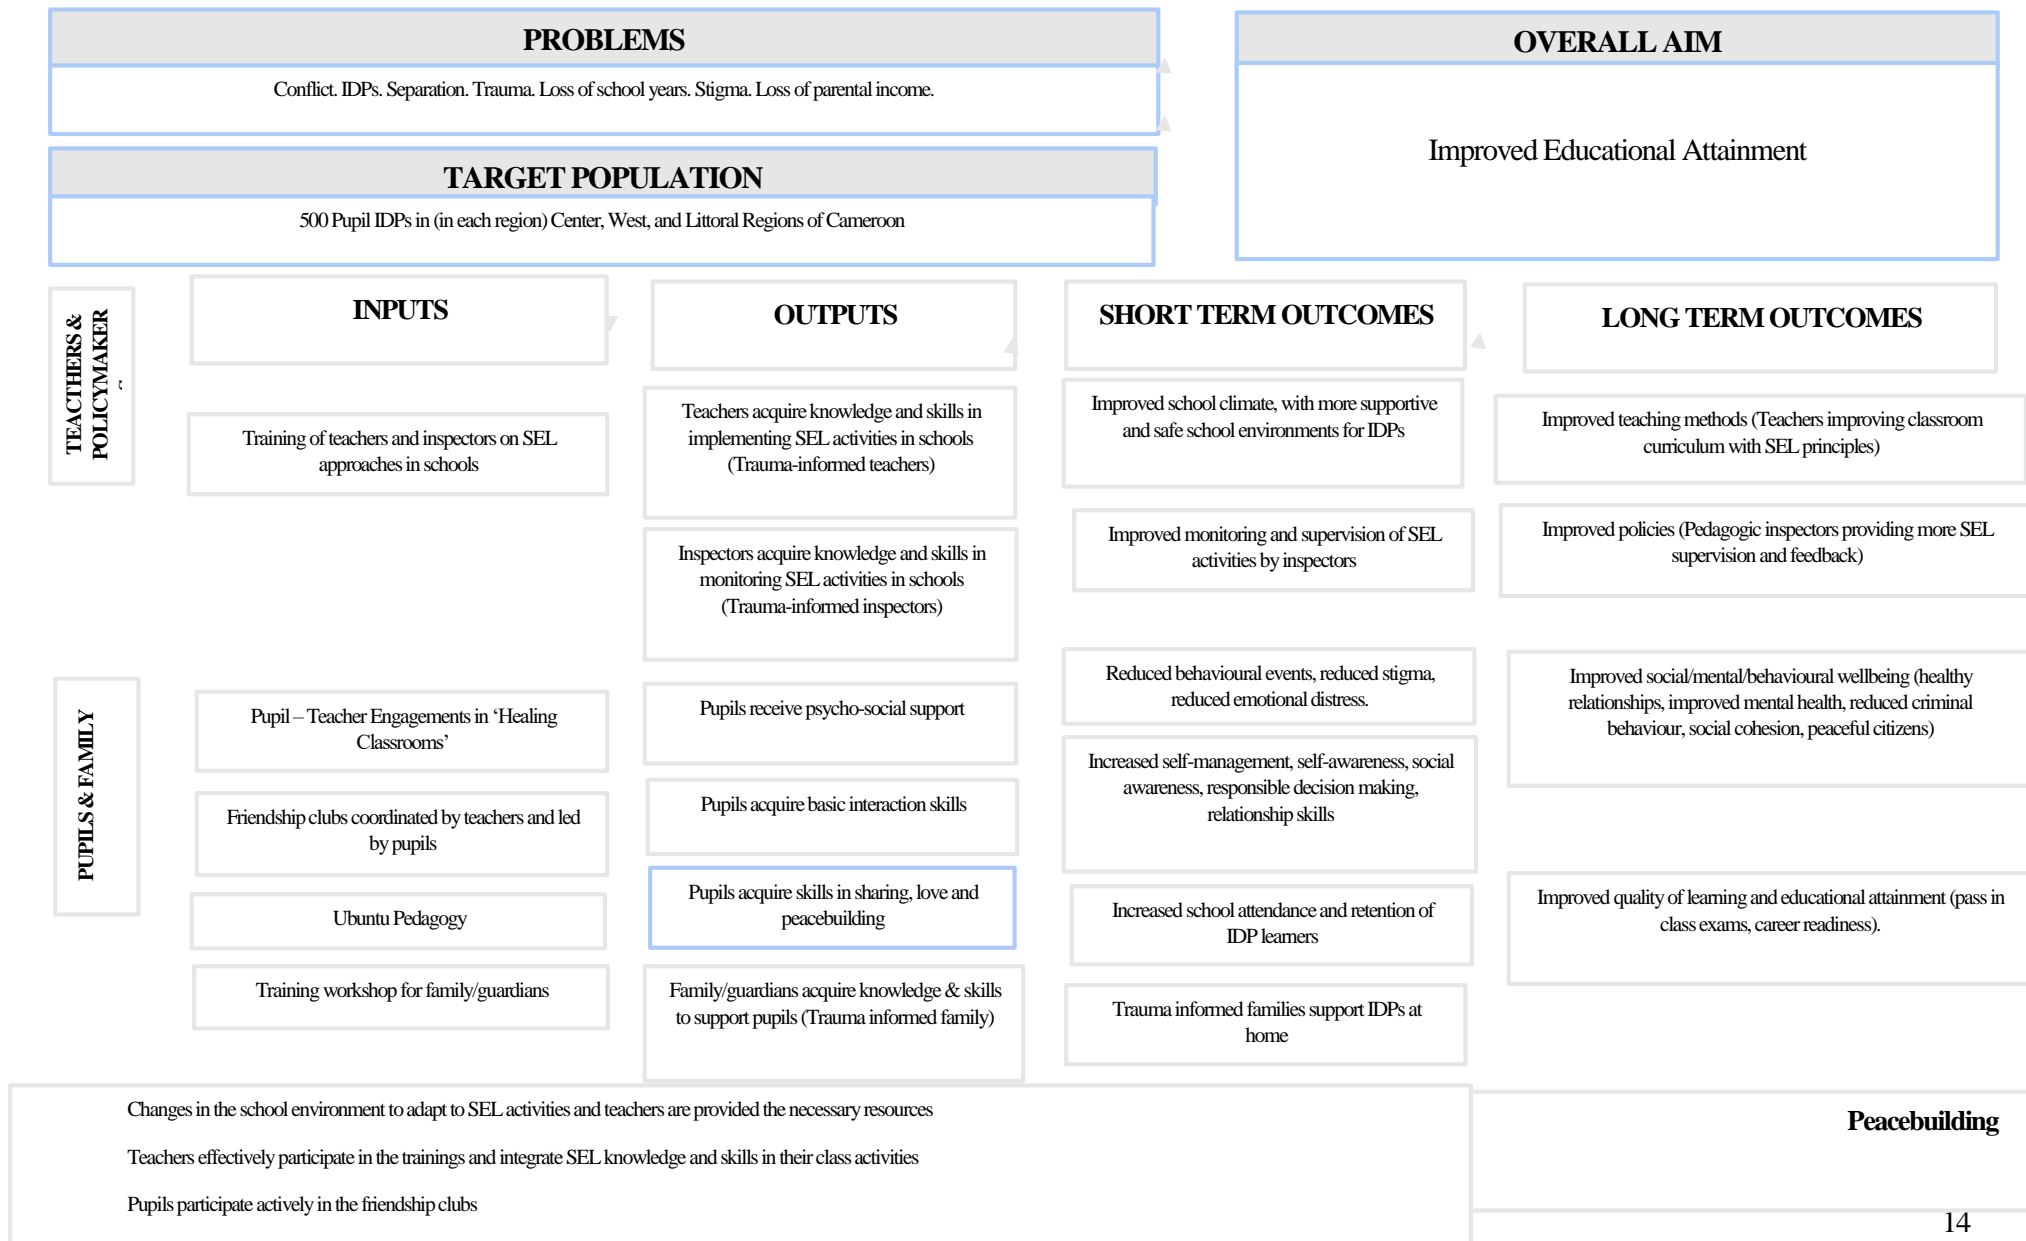 PROBLEMS
Conflict. IDPs. Separation. Trauma. Loss of school years. Stigma. Loss of parental income.
OVERALL AIM
Improved Educational Attainment
TARGET POPULATION
500 Pupil IDPs in (in each region) Center, West, and Littoral Regions of Cameroon
TEACTHERS &
POLICYMAKER
INPUTS
OUTPUTS
SHORT TERM OUTCOMES
LONG TERM OUTCOMES
Training of teachers and inspectors on SEL
approaches in schools
Teachers acquire knowledge and skills in
implementing SEL activities in schools
(Trauma-informed teachers)
Improved school climate, with more supportive
and safe school environments for IDPs
Improved teaching methods (Teachers improving classroom
curriculum with SEL principles)
Inspectors acquire knowledge and skills in
monitoring SEL activities in schools
(Trauma-informed inspectors)
Improved monitoring and supervision of SEL
activities by inspectors
Improved policies (Pedagogic inspectors providing more SEL
supervision and feedback)
PUPILS & FAMILY
Pupil – Teacher Engagements in ‘Healing
Classrooms’
Pupils receive psycho-social support
Reduced behavioural events, reduced stigma,
reduced emotional distress.
Improved social/mental/behavioural wellbeing (healthy
relationships, improved mental health, reduced criminal
behaviour, social cohesion, peaceful citizens)
Friendship clubs coordinated by teachers and led
by pupils
Pupils acquire basic interaction skills
Increased self-management, self-awareness, social
awareness, responsible decision making,
relationship skills
Ubuntu Pedagogy
Pupils acquire skills in sharing, love and
peacebuilding
Increased school attendance and retention of
IDP learners
Improved quality of learning and educational attainment (pass in
class exams, career readiness).
Training workshop for family/guardians
Family/guardians acquire knowledge & skills
to support pupils (Trauma informed family)
Trauma informed families support IDPs at
home
Changes in the school environment to adapt to SEL activities and teachers are provided the necessary resources
Teachers effectively participate in the trainings and integrate SEL knowledge and skills in their class activities
Pupils participate actively in the friendship clubs
Peacebuilding
14